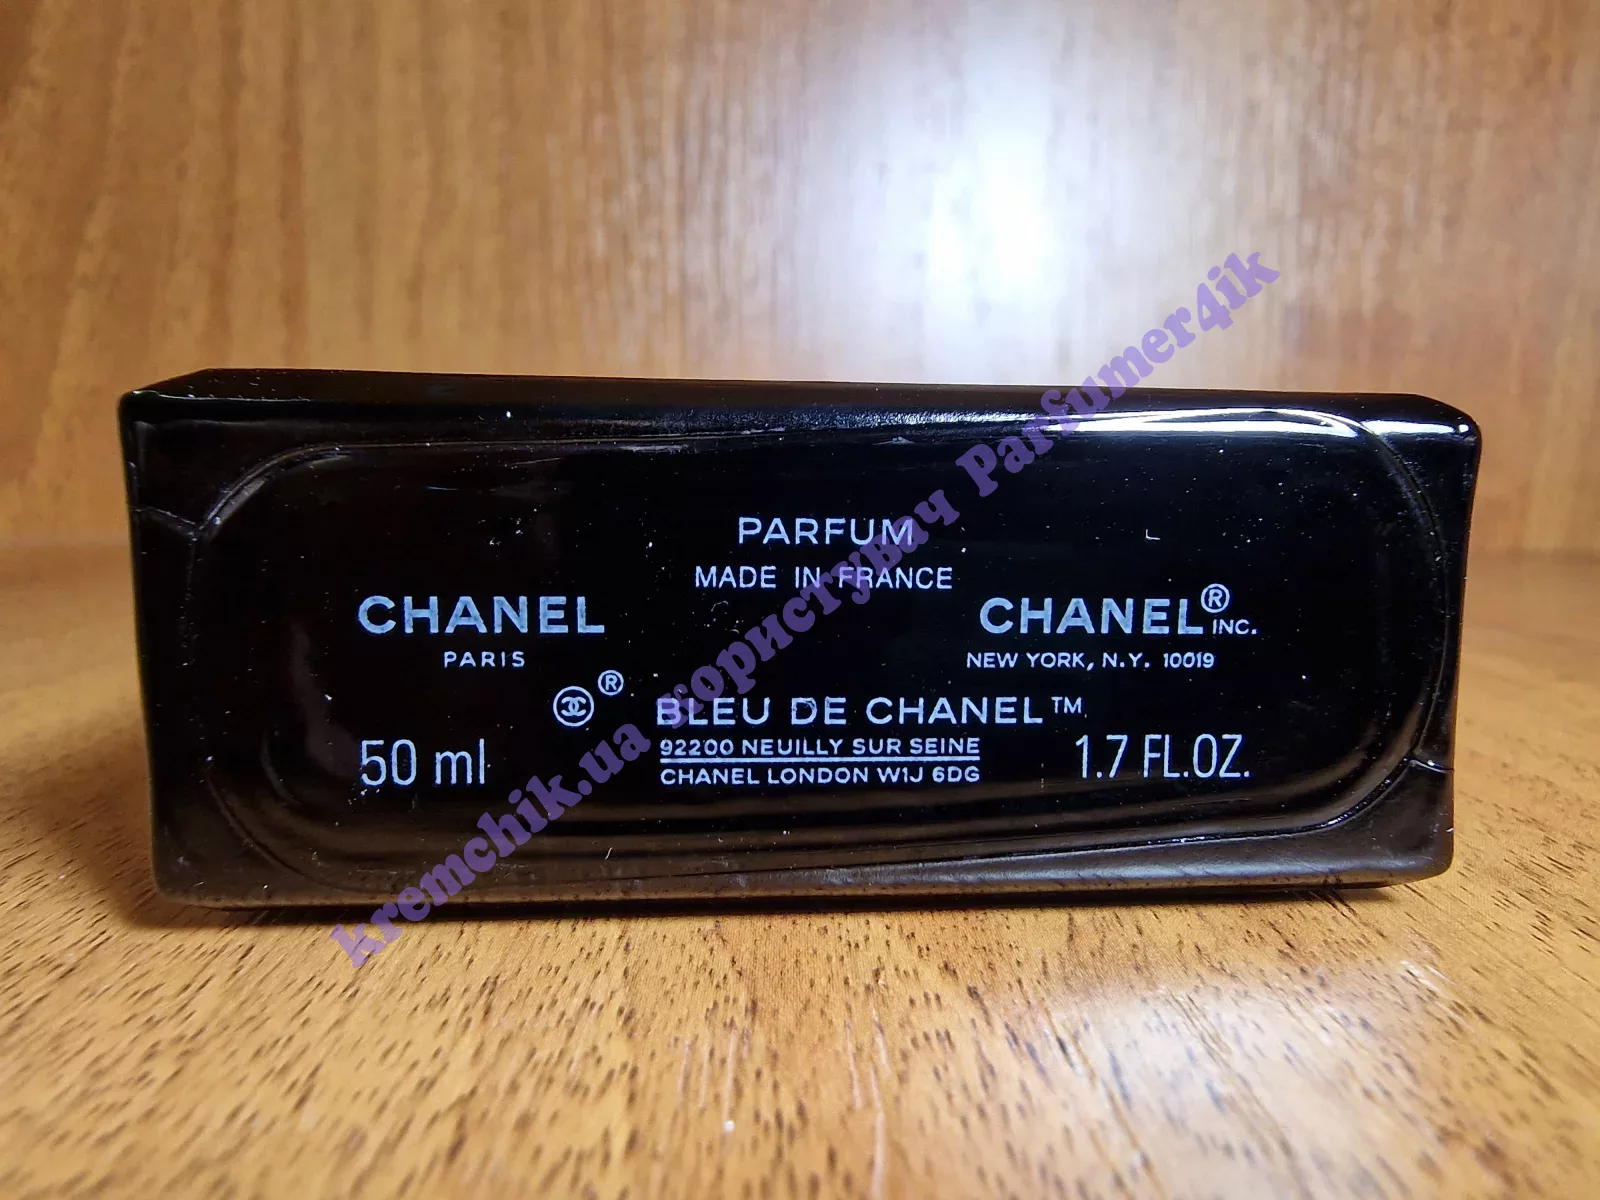 PARFUM
MADE IN FRANCE
CHANEL
PARIS
CHANEL® INC.
NEW YORK, N.Y. 10019
® BLEU DE CHANEL™
50 ml
92200 NEUILLY SUR SEINE
CHANEL LONDON W1J 6DG
1.7 FL.OZ.
kremchik.ua користувач Parfumer4ik